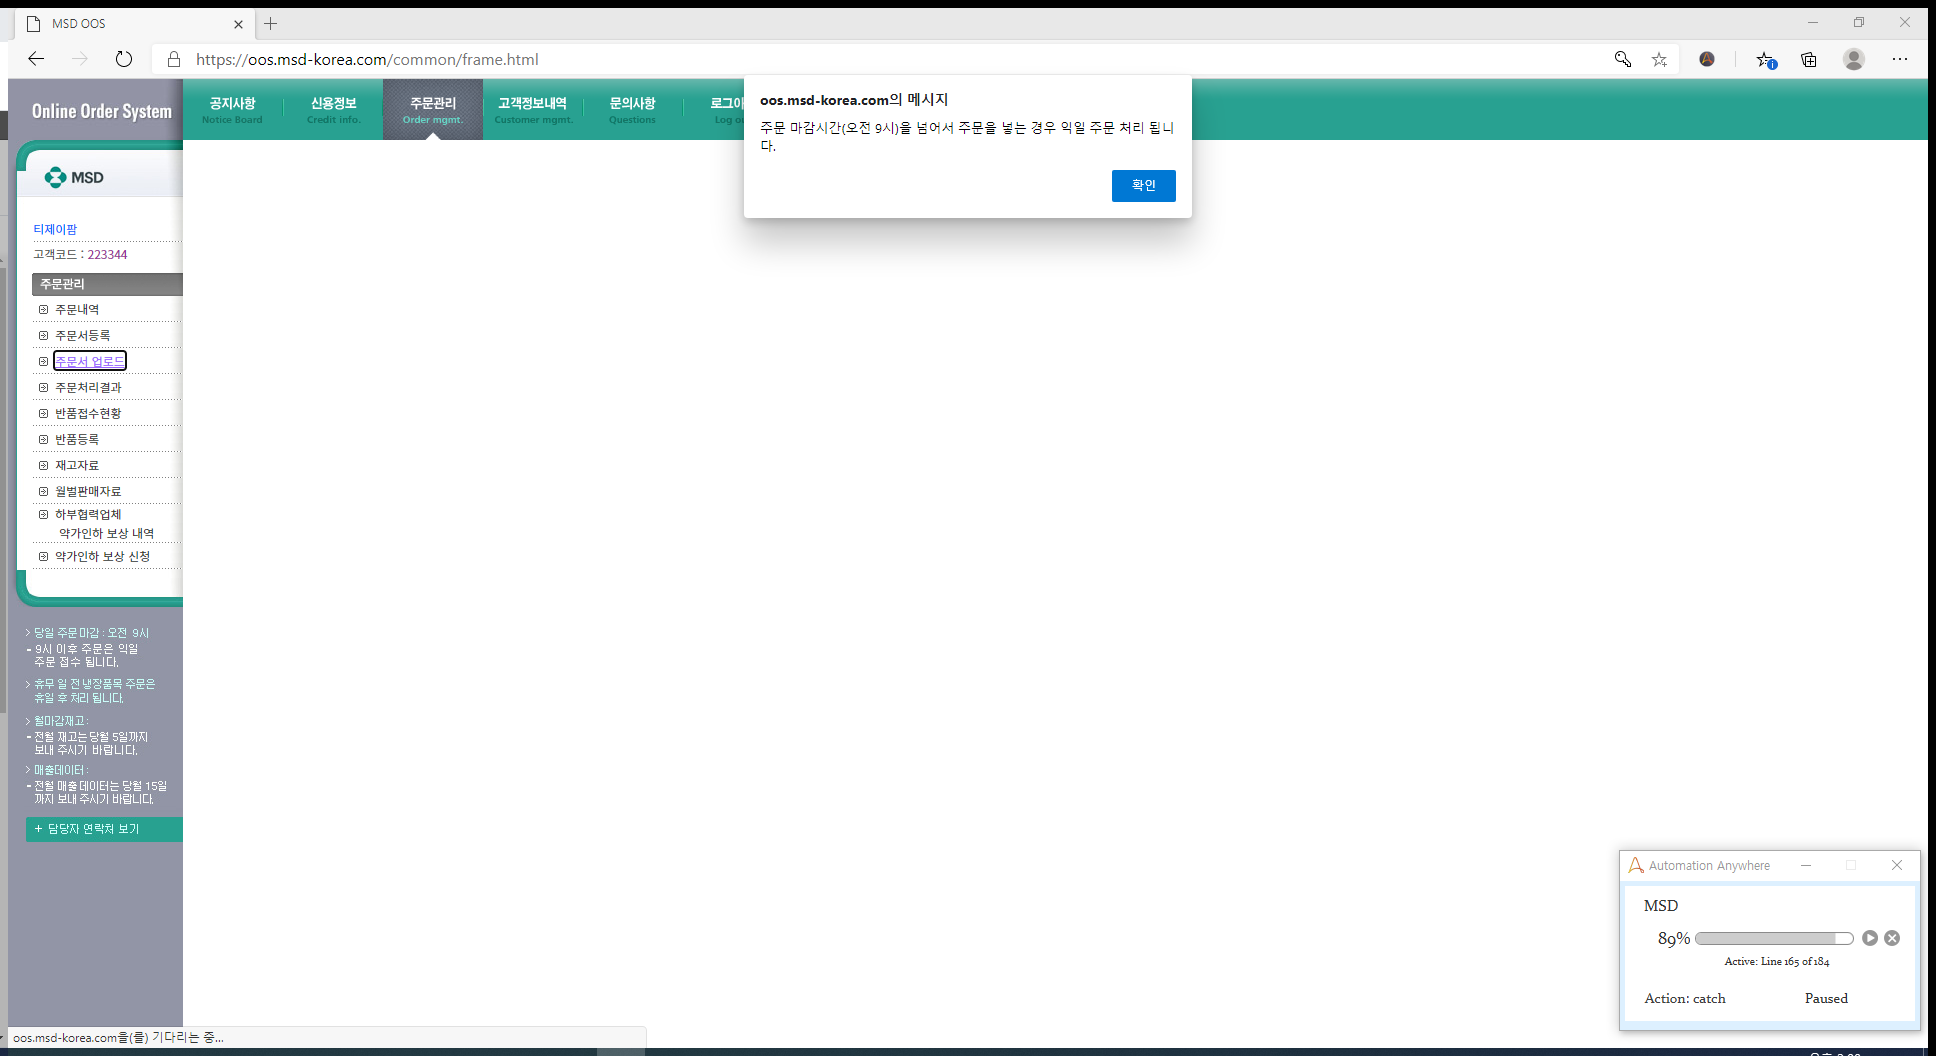 MSD OOS
https://oos.msd-korea.com/common/frame.html
Online Order System
공지사항
Notice Board
신용정보
Credit info.
주문관리
Order mgmt.
고객정보내역
Customer mgmt.
문의사항
Questions
로그아
Log ou
oos.msd-korea.com의 메시지
주문 마감시간(오전 9시)을 넘어서 주문을 넣는 경우 익일 주문 처리 됩니
다.
확인
MSD
티제이팜
고객코드 : 223344
주문관리
주문내역
주문서등록
주문서 업로드
주문처리결과
반품접수현황
반품등록
재고자료
월별판매자료
하부협력업체
약가인하 보상 내역
약가인하 보상 신청
> 당일 주문 마감 : 오전 9시
- 9시 이후 주문은 익일
주문 접수 됩니다.
> 휴무 일 전 냉장품목 주문은
휴일 후 처리 됩니다.
> 월마감재고 :
- 전월 재고는 당월 5일까지
보내 주시기 바랍니다.
> 매출데이터 :
- 전월 매출 데이터는 당월 15일
까지 보내 주시기 바랍니다.
+ 담당자 연락처 보기
oos.msd-korea.com을(를) 기다리는 중...
Automation Anywhere
MSD
89%
Active: Line 165 of 184
Action: catch
Paused